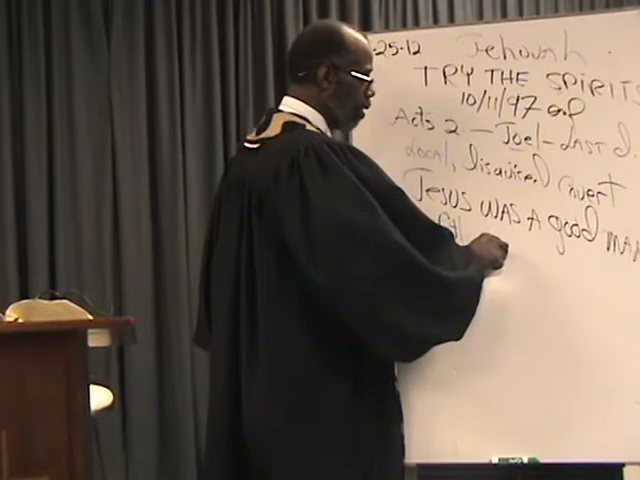 -25-12 Jehovah
TRY THE SPIRITS
10/11/97
Acts 2 - Joel - LAST d.
Local, disguised, covert
Jesus WAS A good MAN